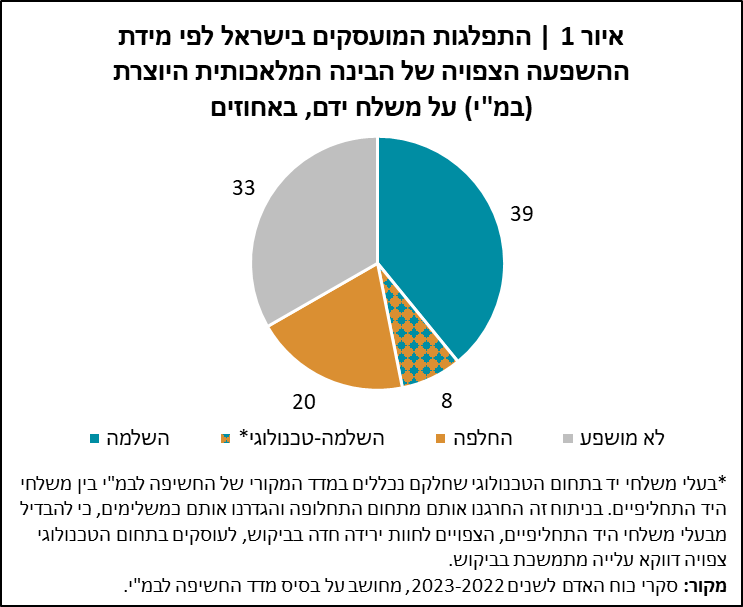 איור 1 | התפלגות המועסקים בישראל לפי מידת
ההשפעה הצפויה של הבינה המלאכותית היוצרת
(במ"י) על משלח ידם, באחוזים
33
39
20
8
השלמה
השלמה-טכנולוגי*
החלפה
לא מושפע
*בעלי משלחי יד בתחום הטכנולוגי שחלקם נכללים במדד המקורי של החשיפה לבמ"י בין משלחי
היד התחליפיים. בניתוח זה החרגנו אותם מתחום התחלופה והגדרנו אותם כמשלימים, כי להבדיל
מבעלי משלחי היד התחליפיים, הצפויים לחוות ירידה חדה בביקוש, לעוסקים בתחום הטכנולוגי
צפויה דווקא עלייה מתמשכת בביקוש.
מקור: סקרי כוח האדם לשנים 2023-2022, מחושב על בסיס מדד החשיפה לבמ"י.